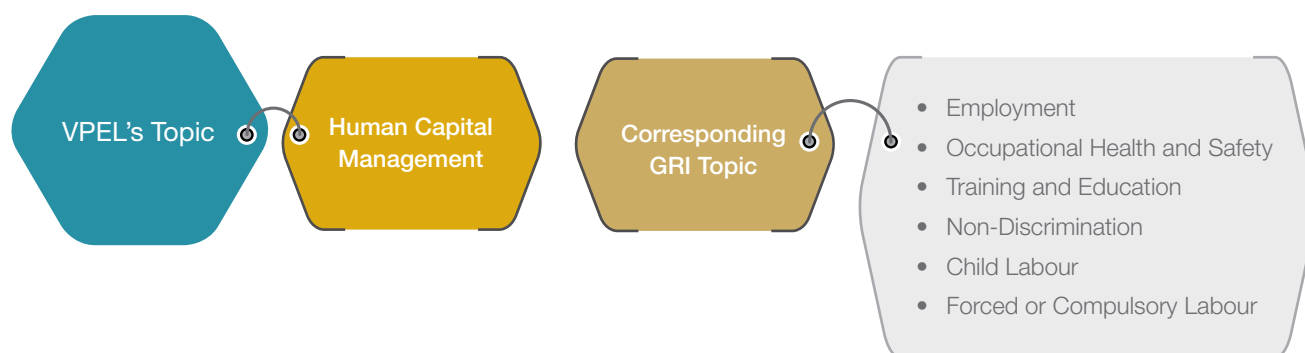 VPEL's Topic
Human Capital
Management
Corresponding
GRI Topic
• Employment
• Occupational Health and Safety
• Training and Education
• Non-Discrimination
• Child Labour
• Forced or Compulsory Labour